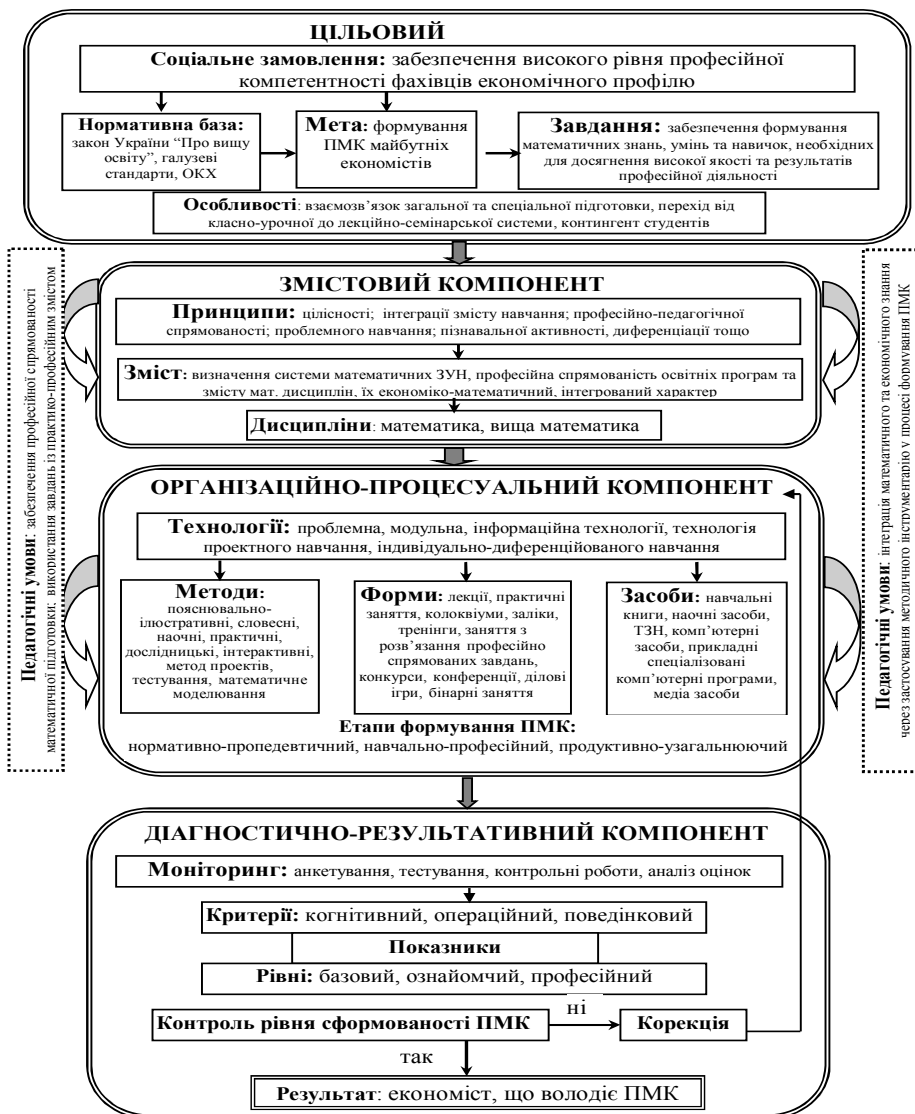 ЦІЛЬОВИЙ
Соціальне замовлення: забезпечення високого рівня професійної
компетентності фахівців економічного профілю
Нормативна база:
закон України “Про вищу
освіту”, галузеві
стандарти, ОКХ
Мета: формування
ПМК майбутніх
економістів
Завдання: забезпечення формування
математичних знань, умінь та навичок, необхідних
для досягнення високої якості та результатів
професійної діяльності
Особливості: взаємозв’язок загальної та спеціальної підготовки, перехід від
класно-урочної до лекційно-семінарської системи, контингент студентів
Педагогічні умови: забезпечення професійної спрямованості
математичної підготовки; використання завдань із практико-професійним змістом
ЗМІСТОВИЙ КОМПОНЕНТ
Принципи: цілісності; інтеграції змісту навчання; професійно-педагогічної
спрямованості; проблемного навчання; пізнавальної активності, диференціації тощо
Зміст: визначення системи математичних ЗУН, професійна спрямованість освітніх програм та
змісту мат. дисциплін, їх економіко-математичний, інтегрований характер
Дисципліни: математика, вища математика
Педагогічні умови: інтеграція математичного та економічного знання
через застосування методичного інструментарію у процесі формування ПМК
ОРГАНІЗАЦІЙНО-ПРОЦЕСУАЛЬНИЙ КОМПОНЕНТ
Технології: проблемна, модульна, інформаційна технології, технологія
проектного навчання, індивідуально-диференційованого навчання
Методи:
пояснювально-
ілюстративні, словесні,
наочні, практичні,
дослідницькі, інтерактивні,
метод проектів,
тестування, математичне
моделювання
Форми: лекції, практичні
заняття, колоквіуми, заліки,
тренінги, заняття з
розв’язання професійно
спрямованих завдань,
конкурси, конференції, ділові
ігри, бінарні заняття
Засоби: навчальні
книги, наочні засоби,
ТЗН, комп’ютерні
засоби, прикладні
спеціалізовані
комп’ютерні програми,
медіа засоби
Етапи формування ПМК:
нормативно-пропедевтичний, навчально-професійний, продуктивно-узагальнюючий
ДІАГНОСТИЧНО-РЕЗУЛЬТАТИВНИЙ КОМПОНЕНТ
Моніторинг: анкетування, тестування, контрольні роботи, аналіз оцінок
Критерії: когнітивний, операційний, поведінковий
Показники
Рівні: базовий, ознайомчий, професійний
Контроль рівня сформованості ПМК
ні
Корекція
так
Результат: економіст, що володіє ПМК